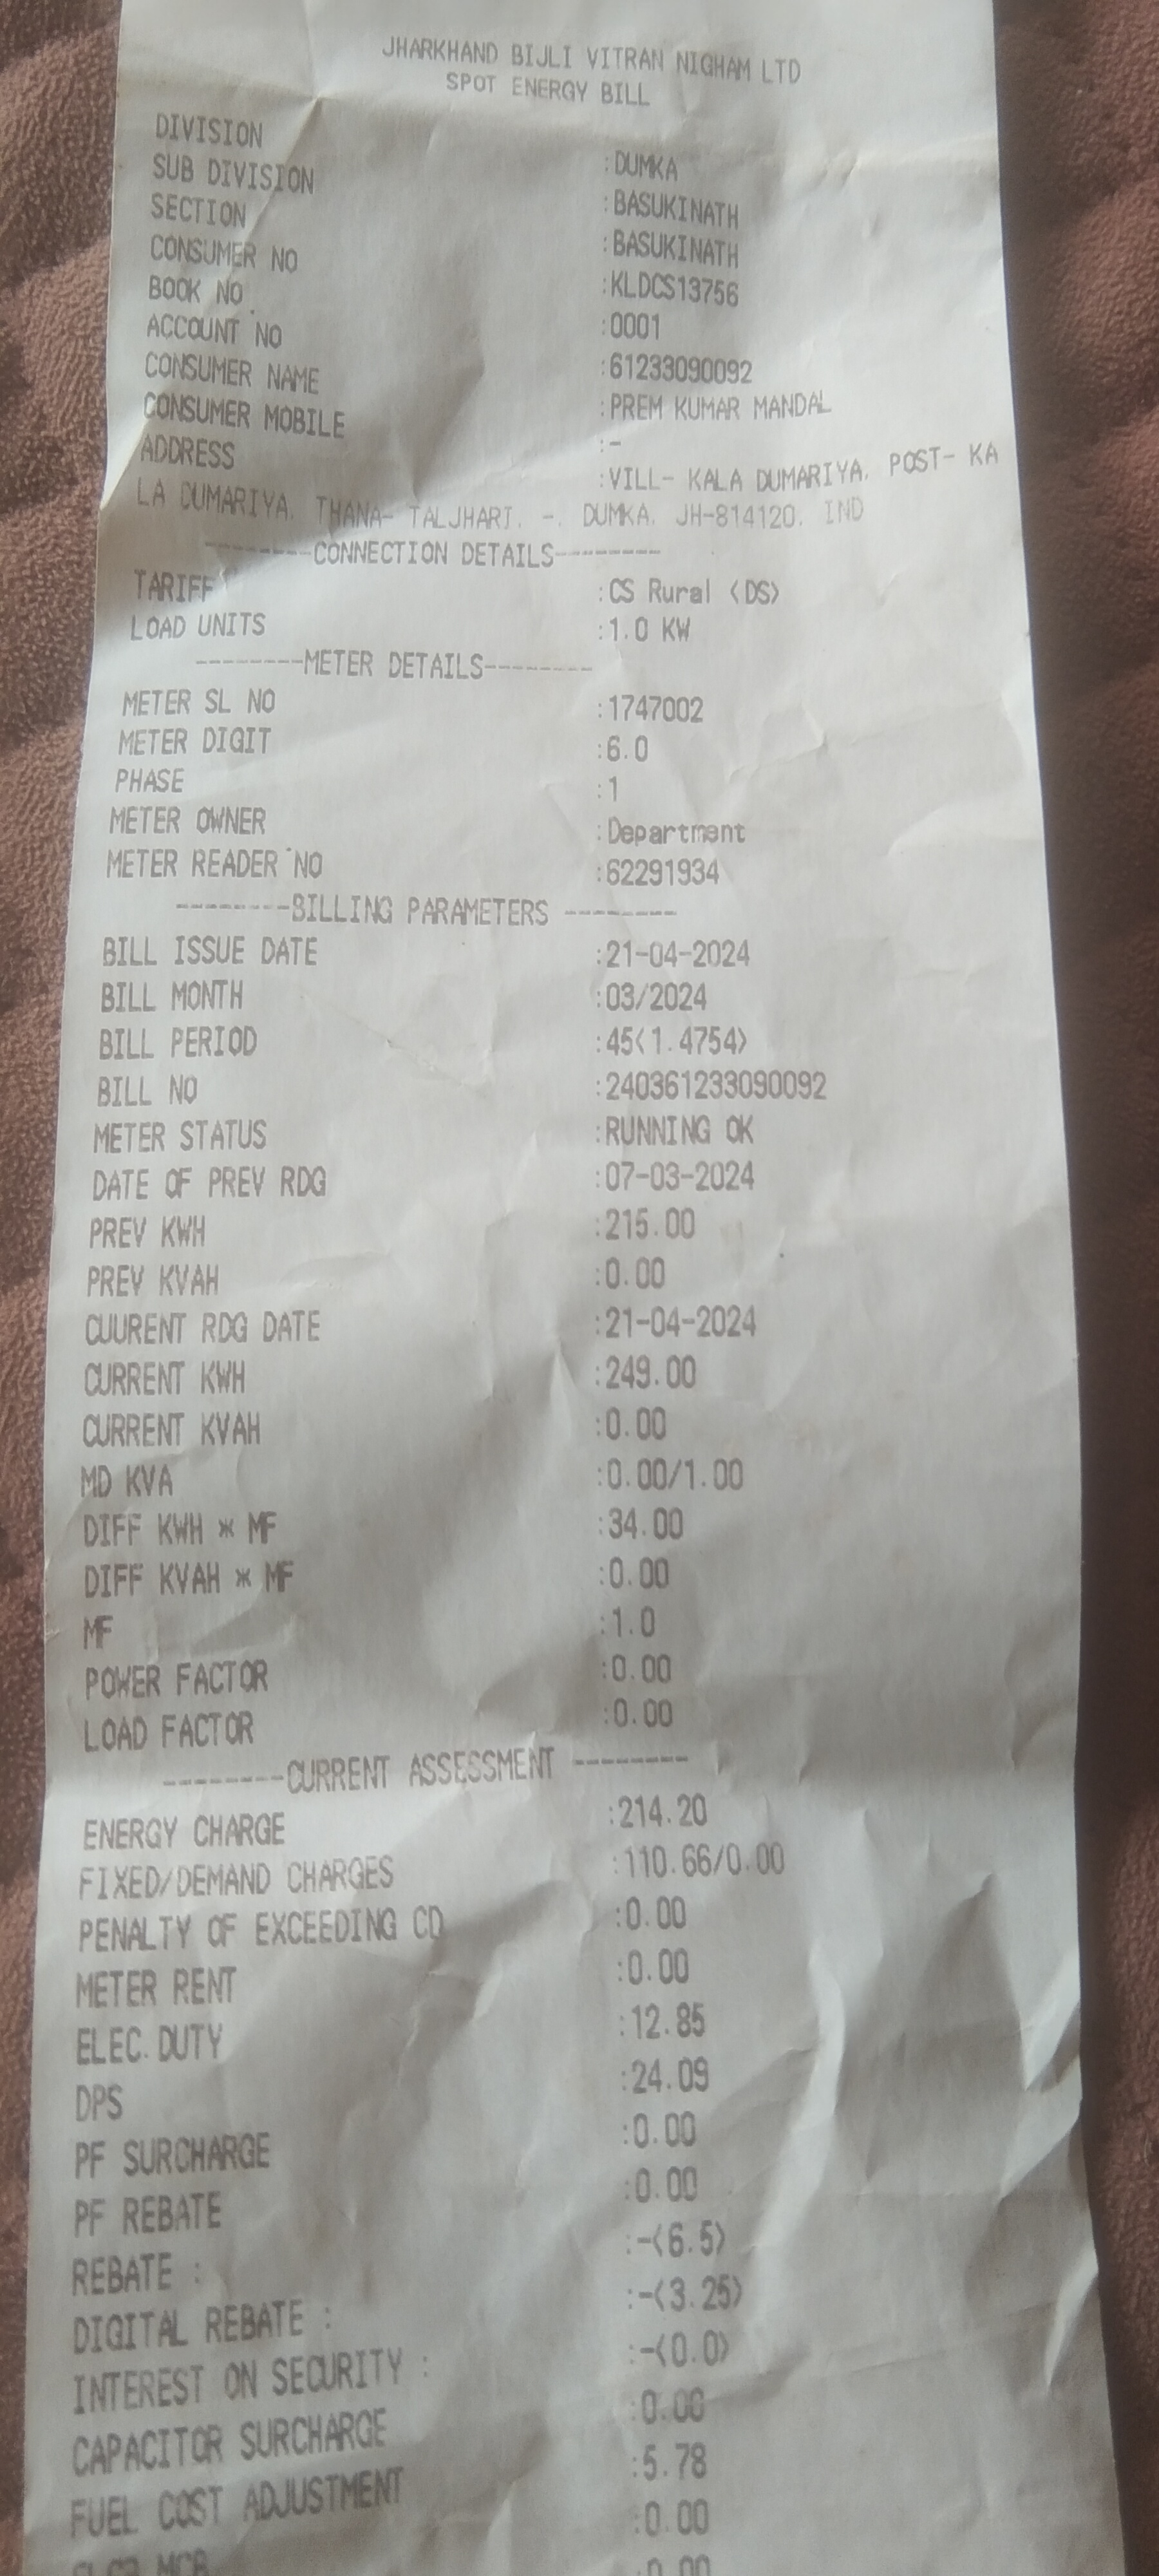 JHARKHAND BIJLI VITRAN NIGHAM LTD
SPOT ENERGY BILL
DIVISION :DUMKA
SUB DIVISION :BASUKINATH
SECTION :BASUKINATH
CONSUMER NO :KLDCS13756
BOOK NO :0001
ACCOUNT NO :61233090092
CONSUMER NAME :PREM KUMAR MANDAL
CONSUMER MOBILE :-
ADDRESS :VILL- KALA DUMARIYA, POST- KA
LA DUMARIYA, THANA- TALJHARI, -, DUMKA, JH-814120, IND
--------CONNECTION DETAILS--------
TARIFF :CS Rural <DS>
LOAD UNITS :1.0 KW
--------METER DETAILS--------
METER SL NO :1747002
METER DIGIT :6.0
PHASE :1
METER OWNER :Department
METER READER NO :62291934
--------BILLING PARAMETERS --------
BILL ISSUE DATE :21-04-2024
BILL MONTH :03/2024
BILL PERIOD :45<1.4754>
BILL NO :240361233090092
METER STATUS :RUNNING OK
DATE OF PREV RDG :07-03-2024
PREV KWH :215.00
PREV KVAH :0.00
CUURENT RDG DATE :21-04-2024
CURRENT KWH :249.00
CURRENT KVAH :0.00
MD KVA :0.00/1.00
DIFF KWH * MF :34.00
DIFF KVAH * MF :0.00
MF :1.0
POWER FACTOR :0.00
LOAD FACTOR :0.00
--------CURRENT ASSESSMENT --------
ENERGY CHARGE :214.20
FIXED/DEMAND CHARGES :110.66/0.00
PENALTY OF EXCEEDING CD :0.00
METER RENT :0.00
ELEC.DUTY :12.85
DPS :24.09
PF SURCHARGE :0.00
PF REBATE :0.00
REBATE : :-<6.5>
DIGITAL REBATE : :-<3.25>
INTEREST ON SECURITY : :-<0.0>
CAPACITOR SURCHARGE :0.00
FUEL COST ADJUSTMENT :5.78
:0.00
:0.00